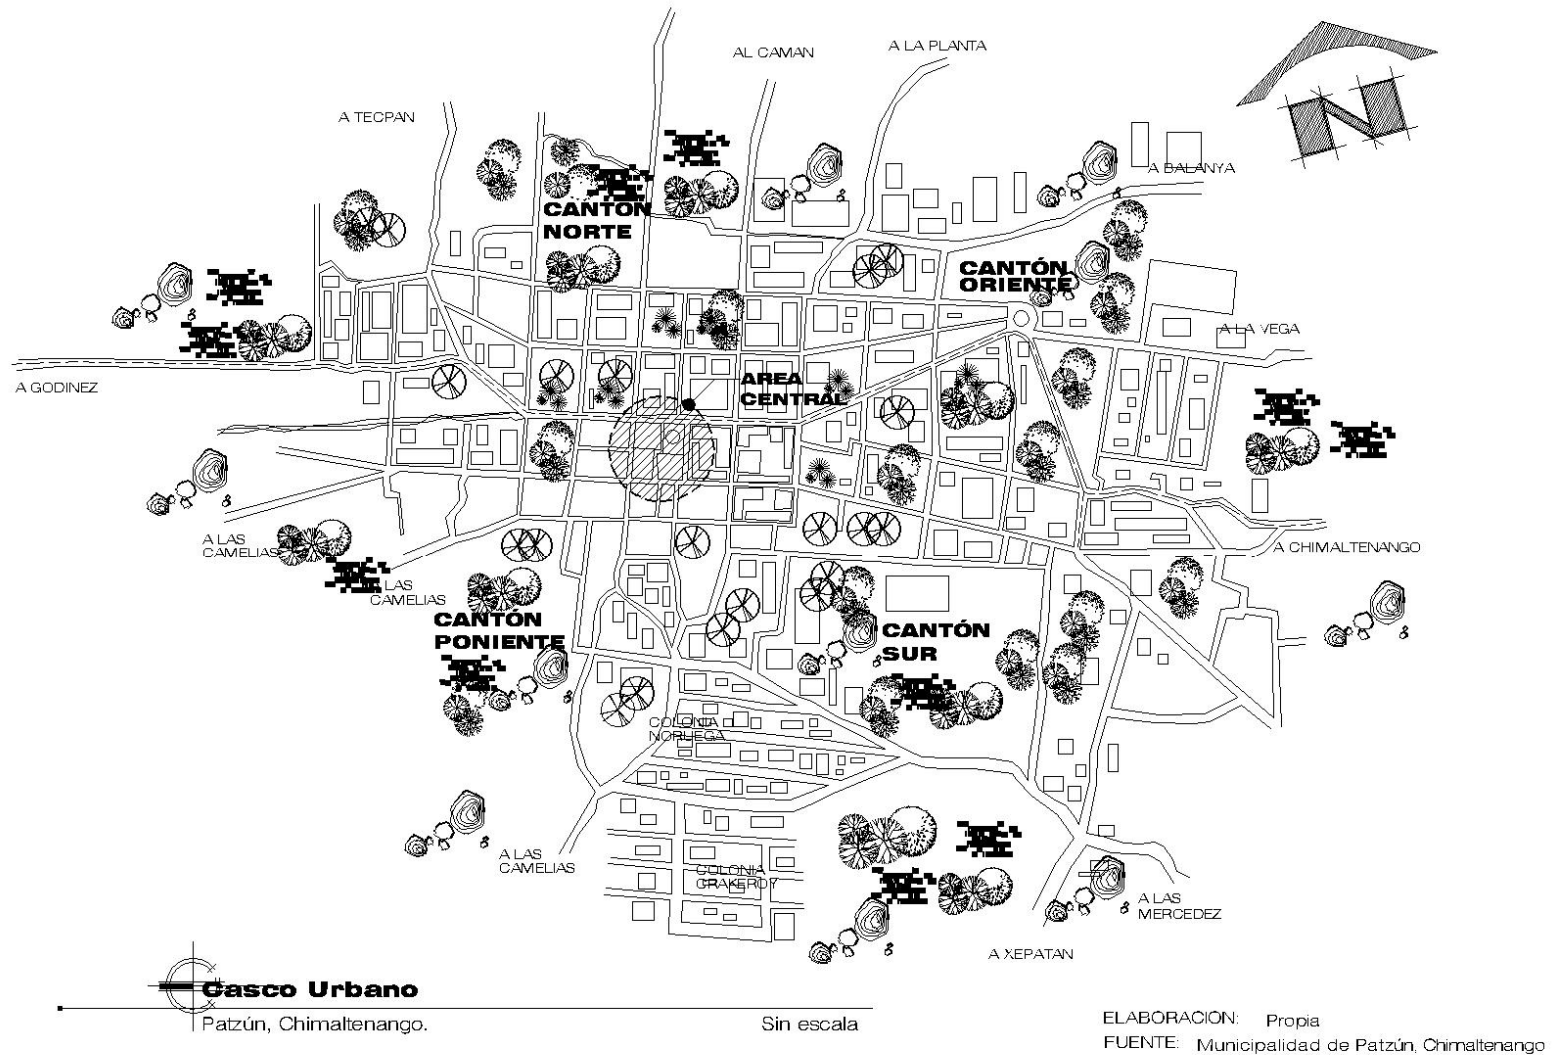 A LA PLANTA
AL CAMAN
A TECPAN
N
A BALANYA
CANTÓN
NORTE
CANTÓN
ORIENTE
A LA VEGA
A GODINEZ
AREA
CENTRAL
A LAS
CAMELIAS
A CHIMALTENANGO
LAS
CAMELIAS
CANTÓN
PONIENTE
CANTÓN
SUR
COLONIA
NORUEGA
A LAS
CAMELIAS
COLONIA
CRAKEROY
A LAS
MERCEDEZ
A XEPATAN
Casco Urbano
Patzún, Chimaltenango.
Sin escala
ELABORACION: Propia
FUENTE: Municipalidad de Patzún, Chimaltenango